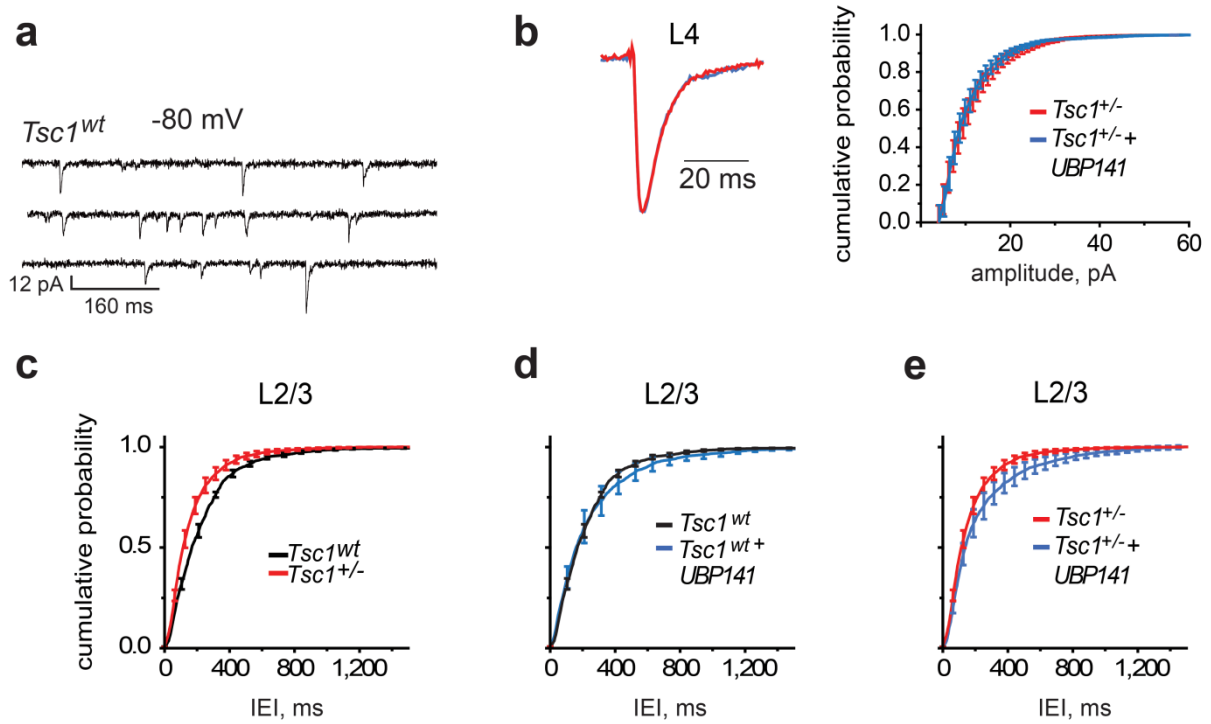 a
Tsc1wt -80 mV
12 pA
160 ms
b
L4
20 ms
cumulative probability
1.0
0.8
0.6
0.4
0.2
0.0
Tsc1+/-
Tsc1+/- +
UBP141
20 40 60
amplitude, pA
c
L2/3
cumulative probability
1.0
0.5
0.0
Tsc1wt
Tsc1+/-
0 400 800 1,200
IEI, ms
d
L2/3
Tsc1wt
Tsc1wt +
UBP141
0 400 800 1,200
IEI, ms
e
L2/3
Tsc1+/-
Tsc1+/- +
UBP141
0 400 800 1,200
IEI, ms